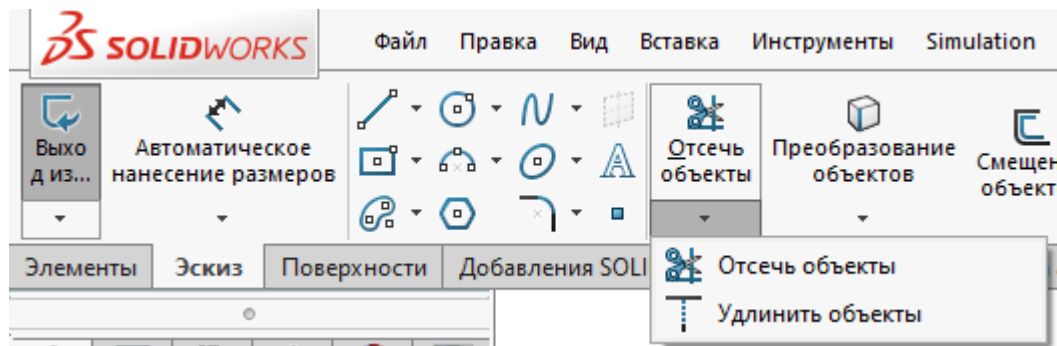 SOLIDWORKS Файл Правка Вид Вставка Инструменты Simulation
Выхо
д из...
Автоматическое
нанесение размеров
Отсечь
объекты
Преобразование
объектов
Элементы Эскиз Поверхности Добавления
Отсечь объекты
Удлинить объекты